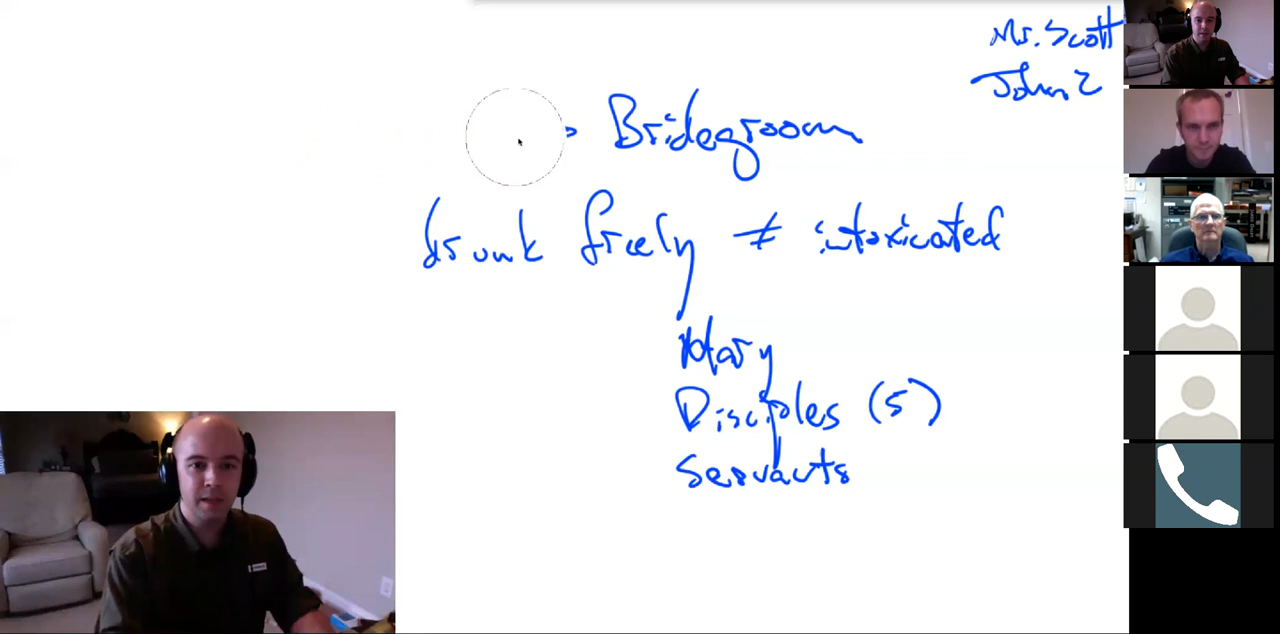 Mr. Scott
John 2
Bridegroom
drunk freely ≠ intoxicated
Mary
Disciples (5)
Servants